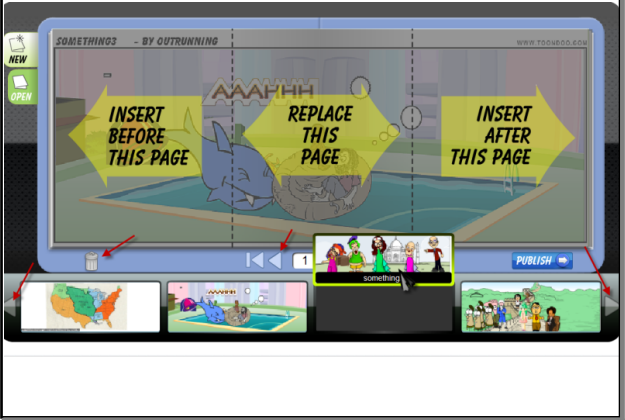 SOMETHING3 - BY OUTRUNNING
WWW.TOONDOO.COM
NEW
OPEN
AAAHHH
INSERT
BEFORE
THIS PAGE
REPLACE
THIS
PAGE
INSERT
AFTER
THIS PAGE
1
PUBLISH
something
AAAHHH